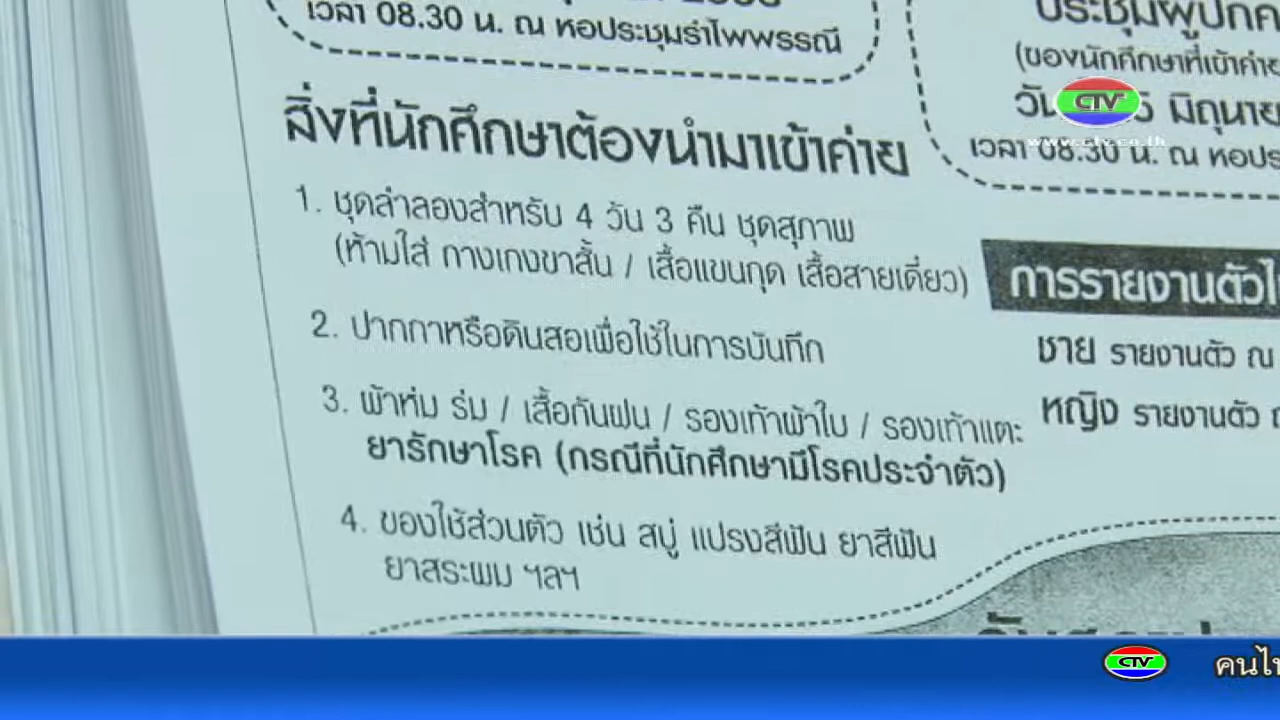 เวลา 08.30 น. ณ หอประชุมรำไพพรรณี
สิ่งที่นักศึกษาต้องนำมาเข้าค่าย
1. ชุดลำลองสำหรับ 4 วัน 3 คืน ชุดสุภาพ
(ห้ามใส่ กางเกงขาสั้น / เสื้อแขนกุด เสื้อสายเดี่ยว)
2. ปากกาหรือดินสอเพื่อใช้ในการบันทึก
3. ผ้าห่ม ร่ม / เสื้อกันฝน / รองเท้าผ้าใบ / รองเท้าแตะ
ยารักษาโรค (กรณีที่นักศึกษามีโรคประจำตัว)
4. ของใช้ส่วนตัว เช่น สบู่ แปรงสีฟัน ยาสีฟัน
ยาสระผม ฯลฯ
ประชุมผู้ปกค
(ของนักศึกษาที่เข้าค่าย
วัน 5 มิถุนาย
เวลา 08.30 น. ณ หอประ
การรายงานตัว
ชาย รายงานตัว ณ
หญิง รายงานตัว
CTV
www.ctv.co.th
CTV
คนไ